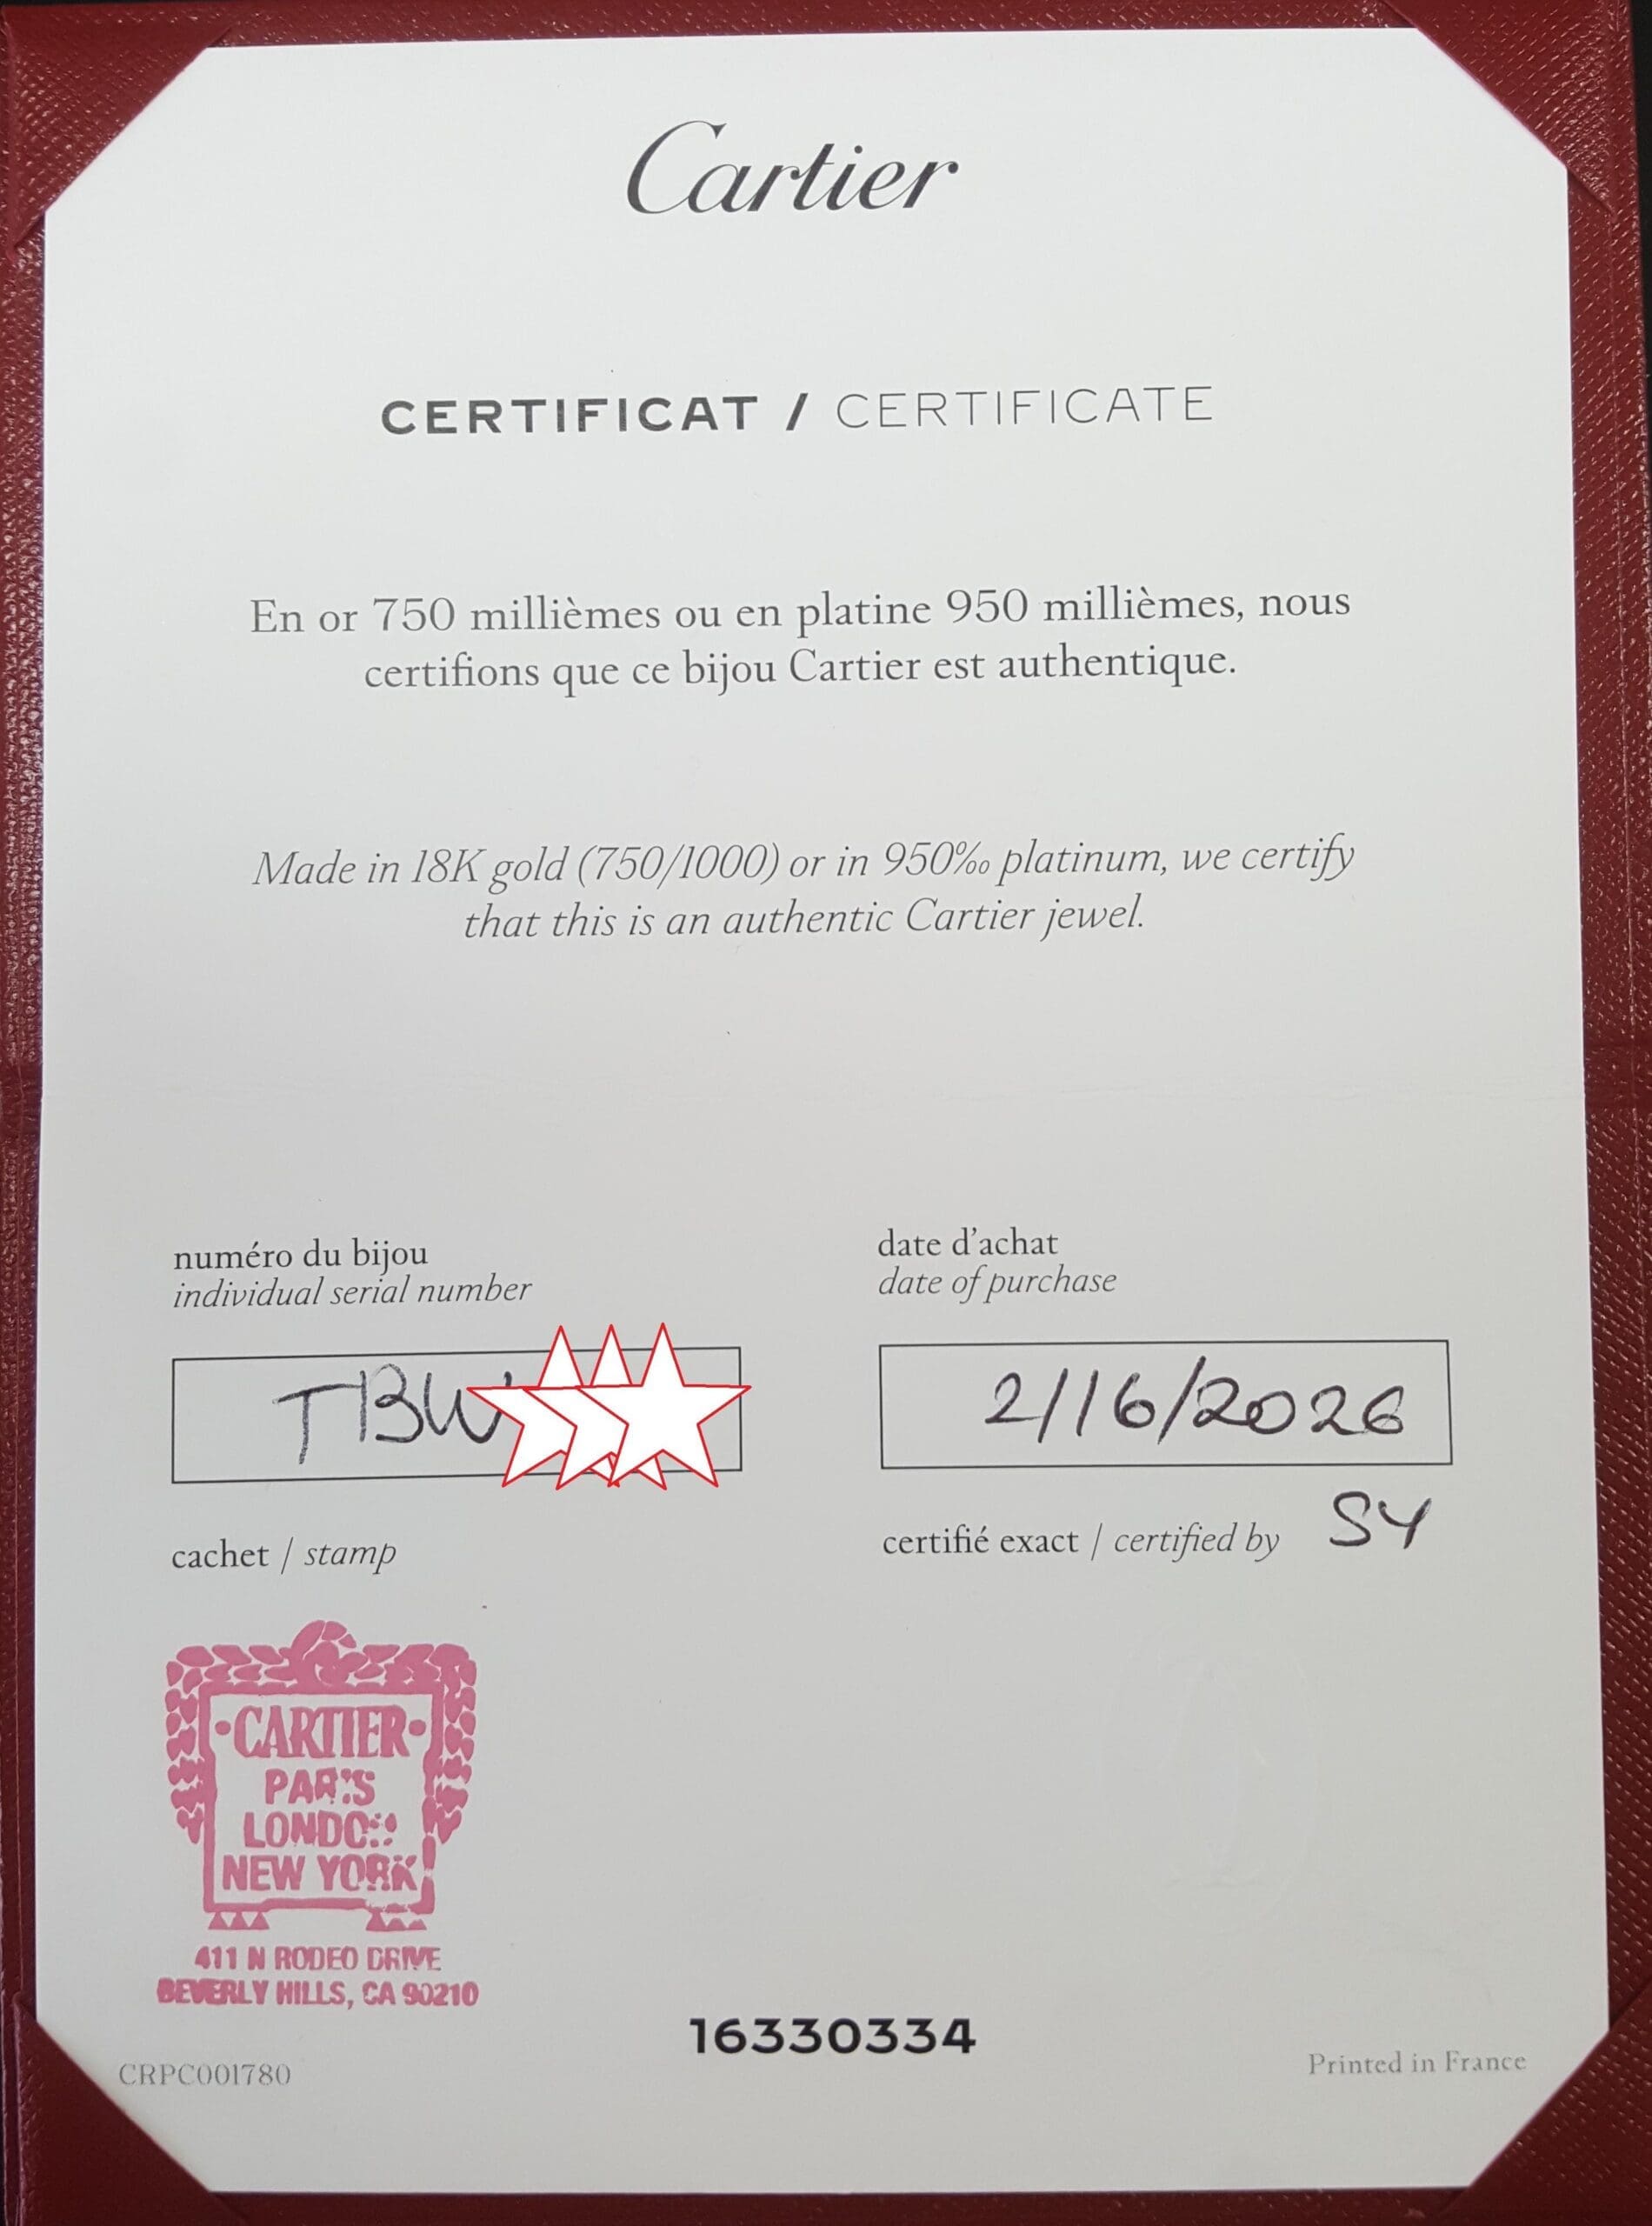 Cartier
CERTIFICAT / CERTIFICATE
En or 750 millièmes ou en platine 950 millièmes, nous
certifions que ce bijou Cartier est authentique.
Made in 18K gold (750/1000) or in 950‰ platinum, we certify
that this is an authentic Cartier jewel.
numéro du bijou
individual serial number
TBW
date d'achat
date of purchase
2/16/2026
cachet / stamp
certifié exact / certified by SY
·CARTIER·
PARIS
LONDON
NEW YORK
411 N RODEO DRIVE
BEVERLY HILLS, CA 90210
16330334
CRPC001780
Printed in France